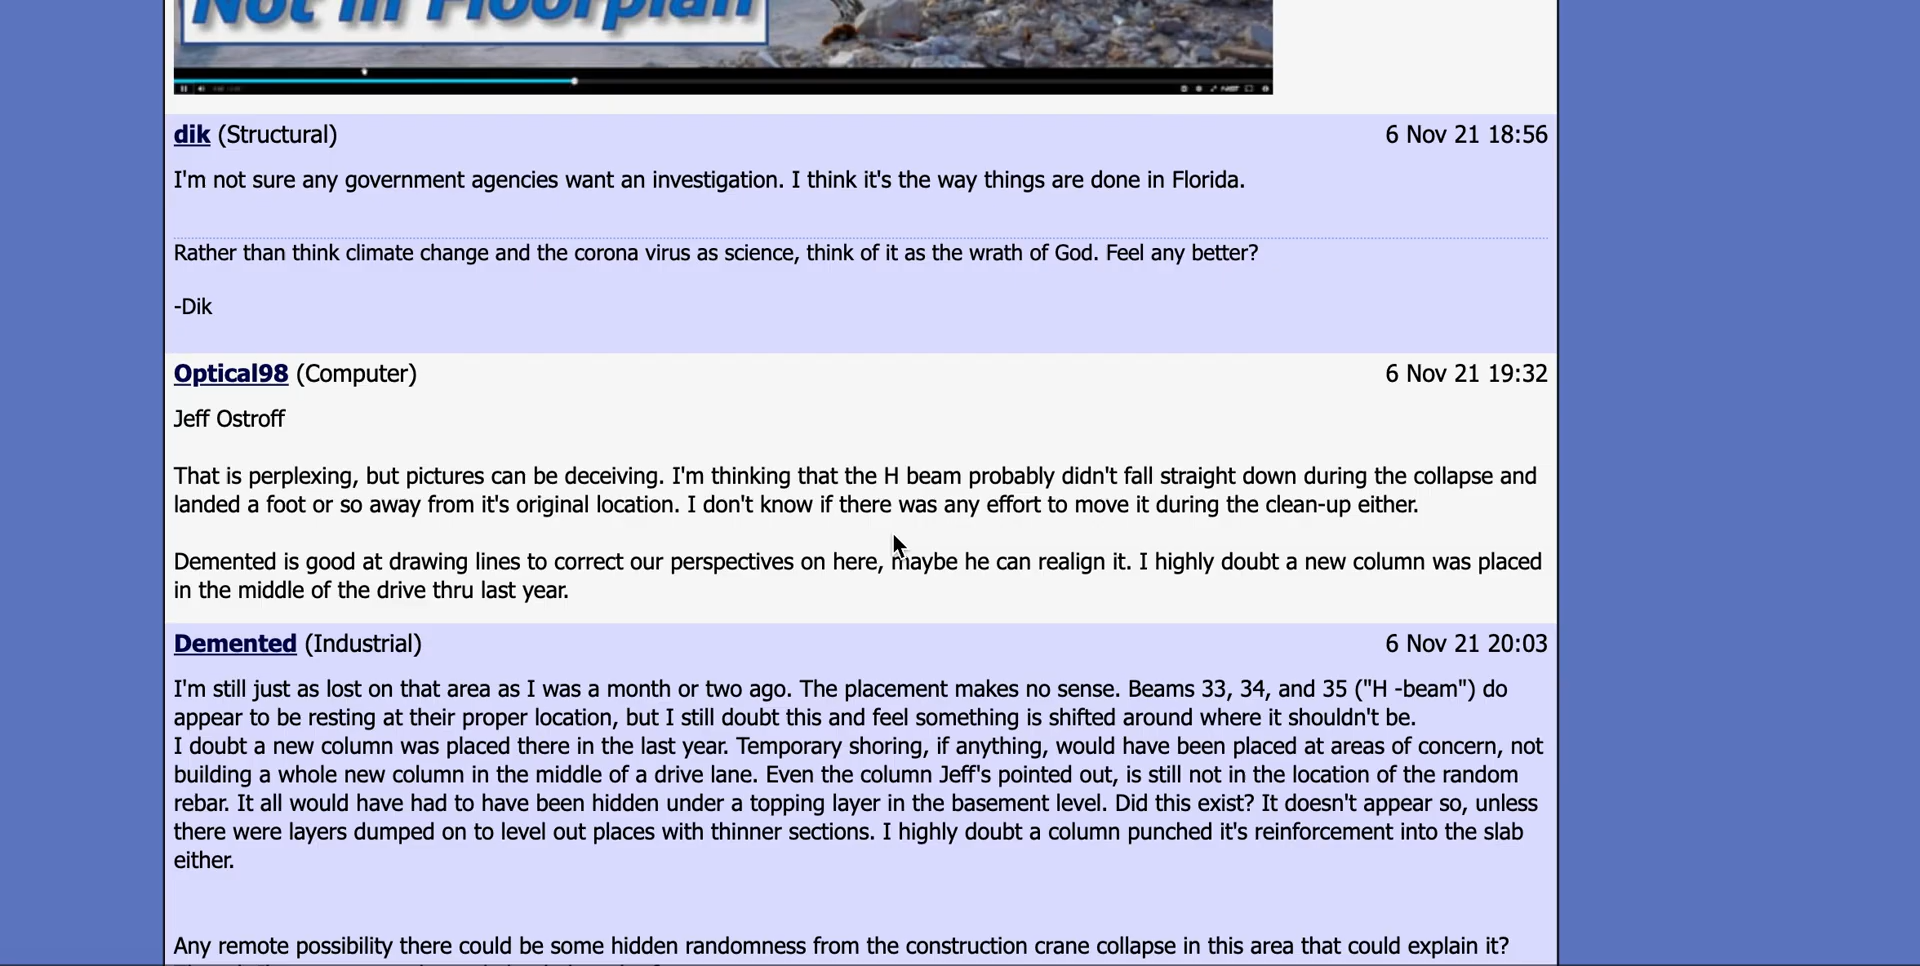 Not in Floorplan
dik (Structural) 6 Nov 21 18:56
I'm not sure any government agencies want an investigation. I think it's the way things are done in Florida.
Rather than think climate change and the corona virus as science, think of it as the wrath of God. Feel any better?
-Dik
Optical98 (Computer) 6 Nov 21 19:32
Jeff Ostroff
That is perplexing, but pictures can be deceiving. I'm thinking that the H beam probably didn't fall straight down during the collapse and
landed a foot or so away from it's original location. I don't know if there was any effort to move it during the clean-up either.
Demented is good at drawing lines to correct our perspectives on here, maybe he can realign it. I highly doubt a new column was placed
in the middle of the drive thru last year.
Demented (Industrial) 6 Nov 21 20:03
I'm still just as lost on that area as I was a month or two ago. The placement makes no sense. Beams 33, 34, and 35 ("H -beam") do
appear to be resting at their proper location, but I still doubt this and feel something is shifted around where it shouldn't be.
I doubt a new column was placed there in the last year. Temporary shoring, if anything, would have been placed at areas of concern, not
building a whole new column in the middle of a drive lane. Even the column Jeff's pointed out, is still not in the location of the random
rebar. It all would have had to have been hidden under a topping layer in the basement level. Did this exist? It doesn't appear so, unless
there were layers dumped on to level out places with thinner sections. I highly doubt a column punched it's reinforcement into the slab
either.
Any remote possibility there could be some hidden randomness from the construction crane collapse in this area that could explain it?